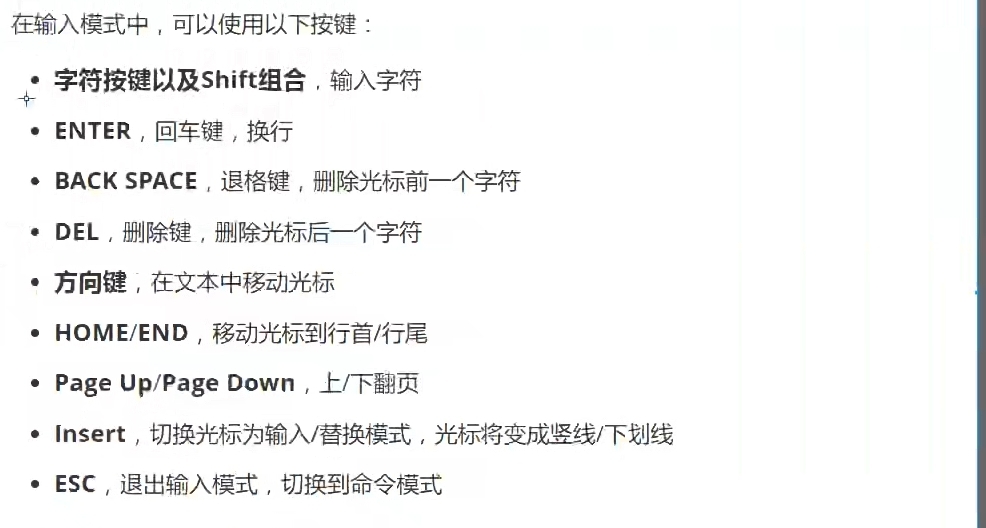 在输入模式中，可以使用以下按键：
• 字符按键以及Shift组合，输入字符
• ENTER，回车键，换行
• BACK SPACE，退格键，删除光标前一个字符
• DEL，删除键，删除光标后一个字符
• 方向键，在文本中移动光标
• HOME/END，移动光标到行首/行尾
• Page Up/Page Down，上/下翻页
• Insert，切换光标为输入/替换模式，光标将变成竖线/下划线
• ESC，退出输入模式，切换到命令模式